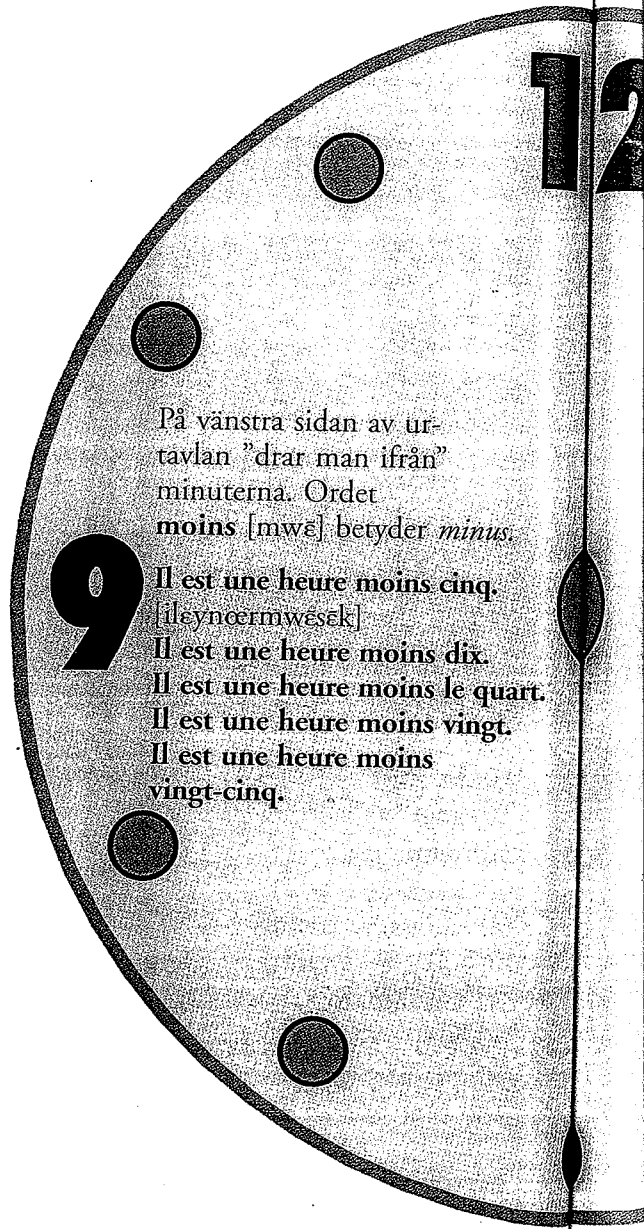 12
På vänstra sidan av ur-
tavlan ”drar man ifrån”
minuterna. Ordet
moins [mwɛ̃] betyder minus.
9
Il est une heure moins cinq.
[ilɛynœrmwɛ̃sɛ̃k]
Il est une heure moins dix.
Il est une heure moins le quart.
Il est une heure moins vingt.
Il est une heure moins
vingt-cinq.